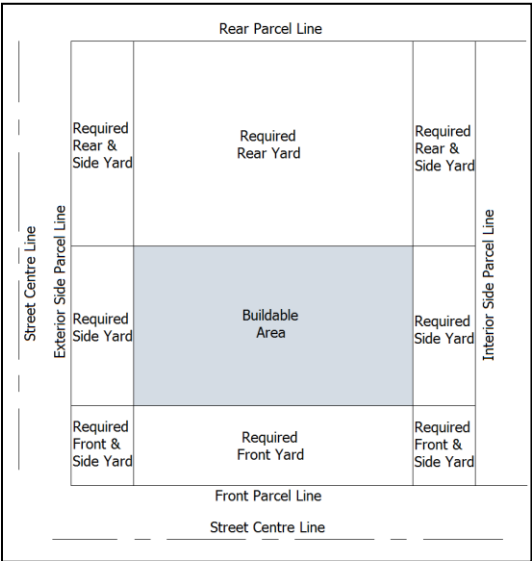 Rear Parcel Line
Required
Rear &
Side Yard
Required
Rear Yard
Required
Rear &
Side Yard
Street Centre Line
Exterior Side Parcel Line
Interior Side Parcel Line
Required
Side Yard
Buildable
Area
Required
Side Yard
Required
Front &
Side Yard
Required
Front Yard
Required
Front &
Side Yard
Front Parcel Line
Street Centre Line